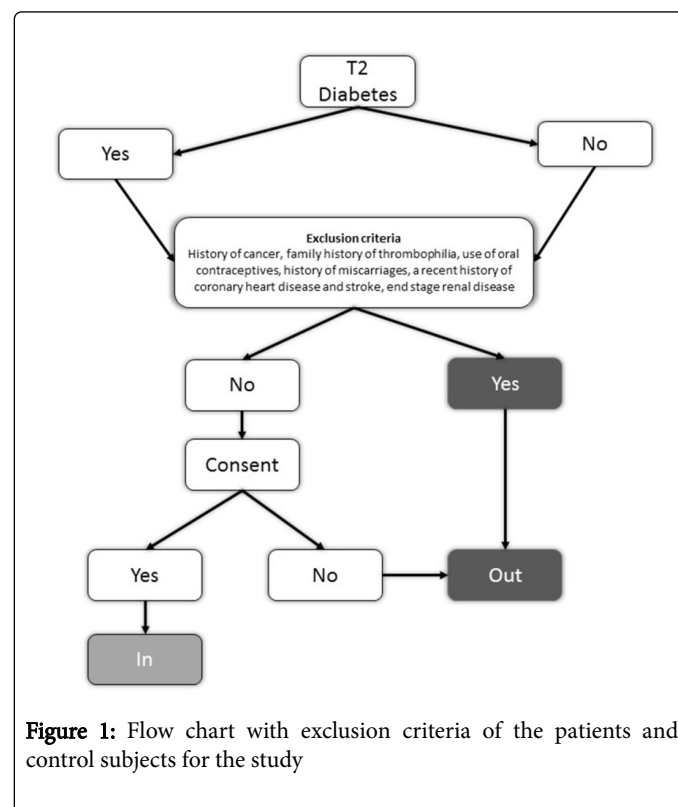 T2
Diabetes
Yes
No
Exclusion criteria
History of cancer, family history of thrombophilia, use of oral
contraceptives, history of miscarriages, a recent history of
coronary heart disease and stroke, end stage renal disease
No
Yes
Consent
Yes
No
Out
In
Figure 1: Flow chart with exclusion criteria of the patients and
control subjects for the study